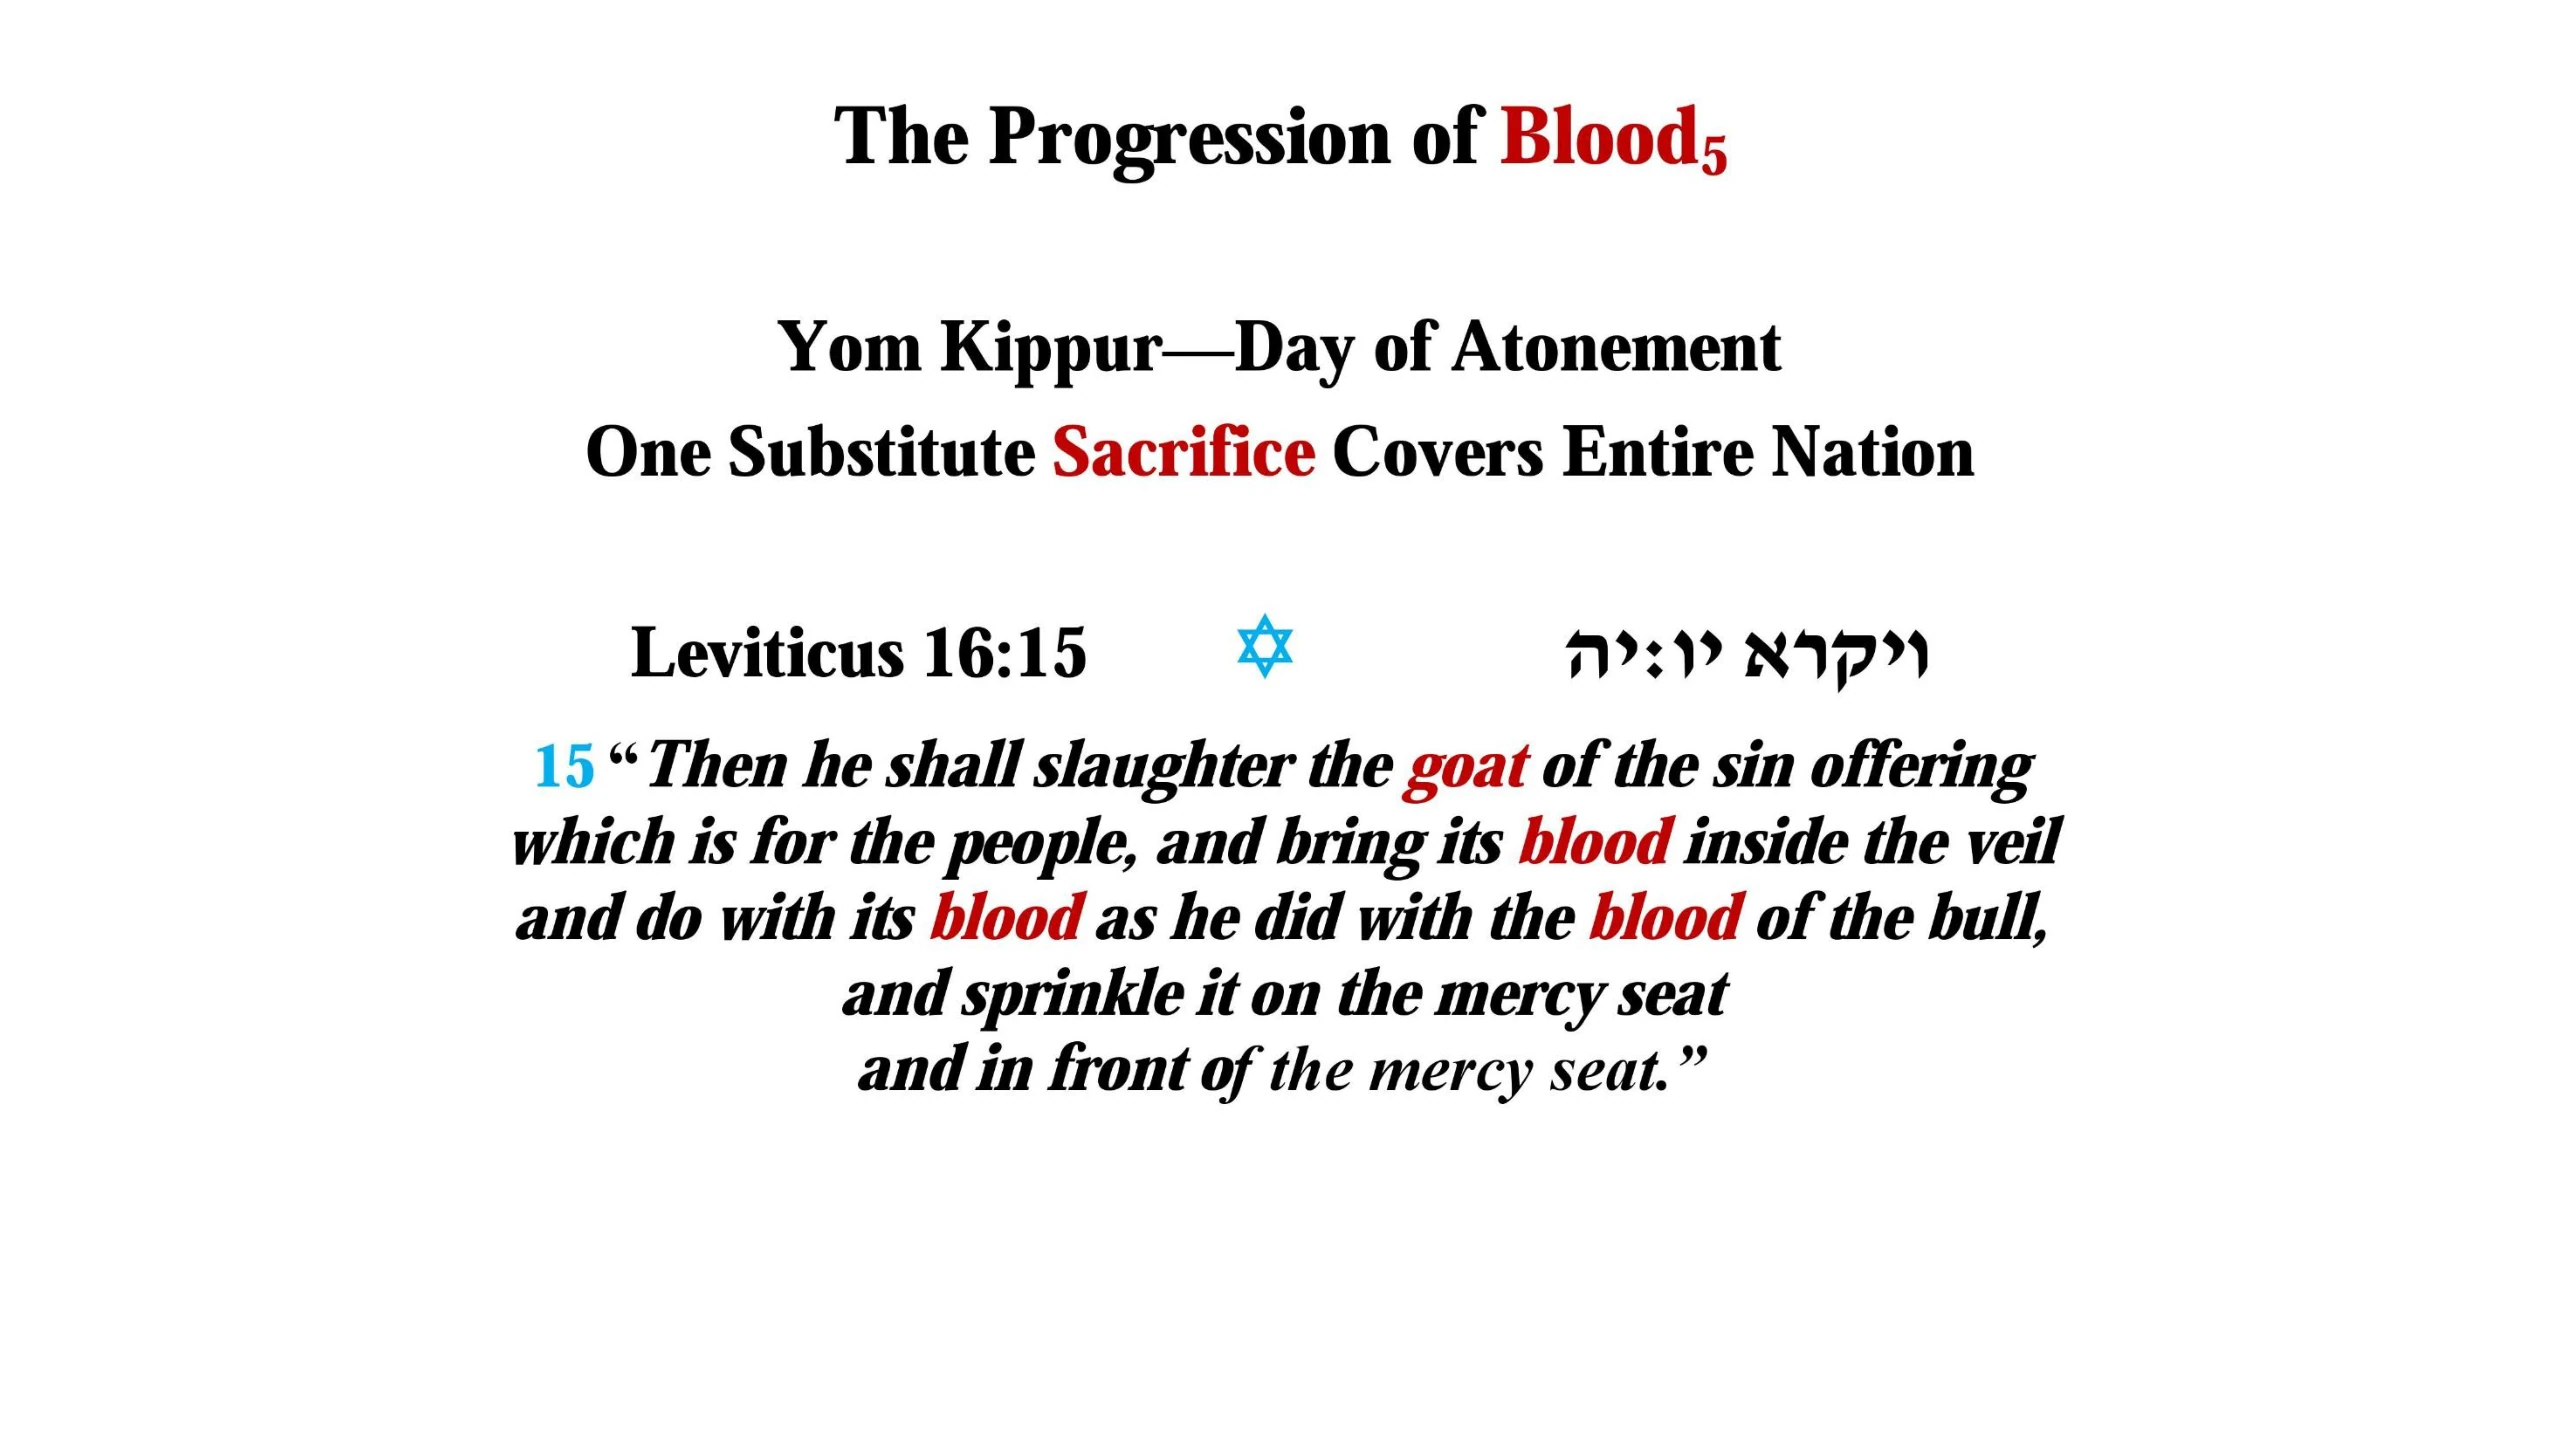 The Progression of Blood5
Yom Kippur—Day of Atonement
One Substitute Sacrifice Covers Entire Nation
Leviticus 16:15 ✡ ויקרא יו:יה
15 “Then he shall slaughter the goat of the sin offering
which is for the people, and bring its blood inside the veil
and do with its blood as he did with the blood of the bull,
and sprinkle it on the mercy seat
and in front of the mercy seat.”